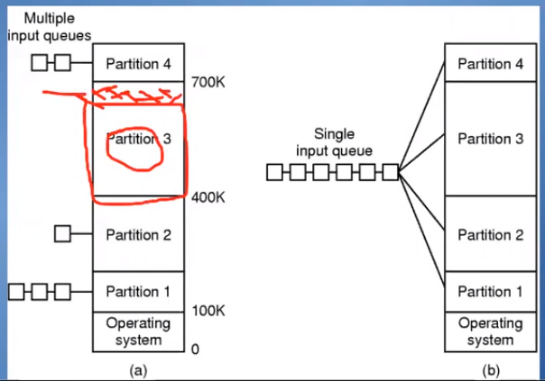 Multiple
input queues
Partition 4
700K
Partition 3
400K
Partition 2
Partition 1
100K
Operating
system
0
(a)
Single
input queue
Partition 4
Partition 3
Partition 2
Partition 1
Operating
system
(b)